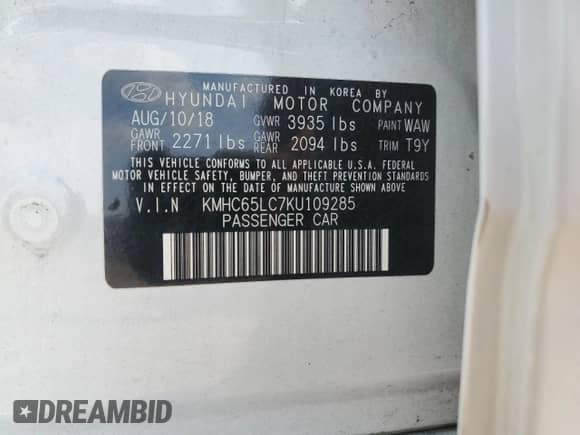 MANUFACTURED IN KOREA BY
HYUNDAI MOTOR COMPANY
AUG/10/18 GVWR 3935 lbs PAINT WAW
GAWR FRONT 2271 lbs GAWR REAR 2094 lbs TRIM T9Y
THIS VEHICLE CONFORMS TO ALL APPLICABLE U.S.A. FEDERAL
MOTOR VEHICLE SAFETY, BUMPER, AND THEFT PREVENTION STANDARDS
IN EFFECT ON THE DATE OF MANUFACTURE SHOWN ABOVE.
V.I.N KMHC65LC7KU109285
PASSENGER CAR
DREAMBID